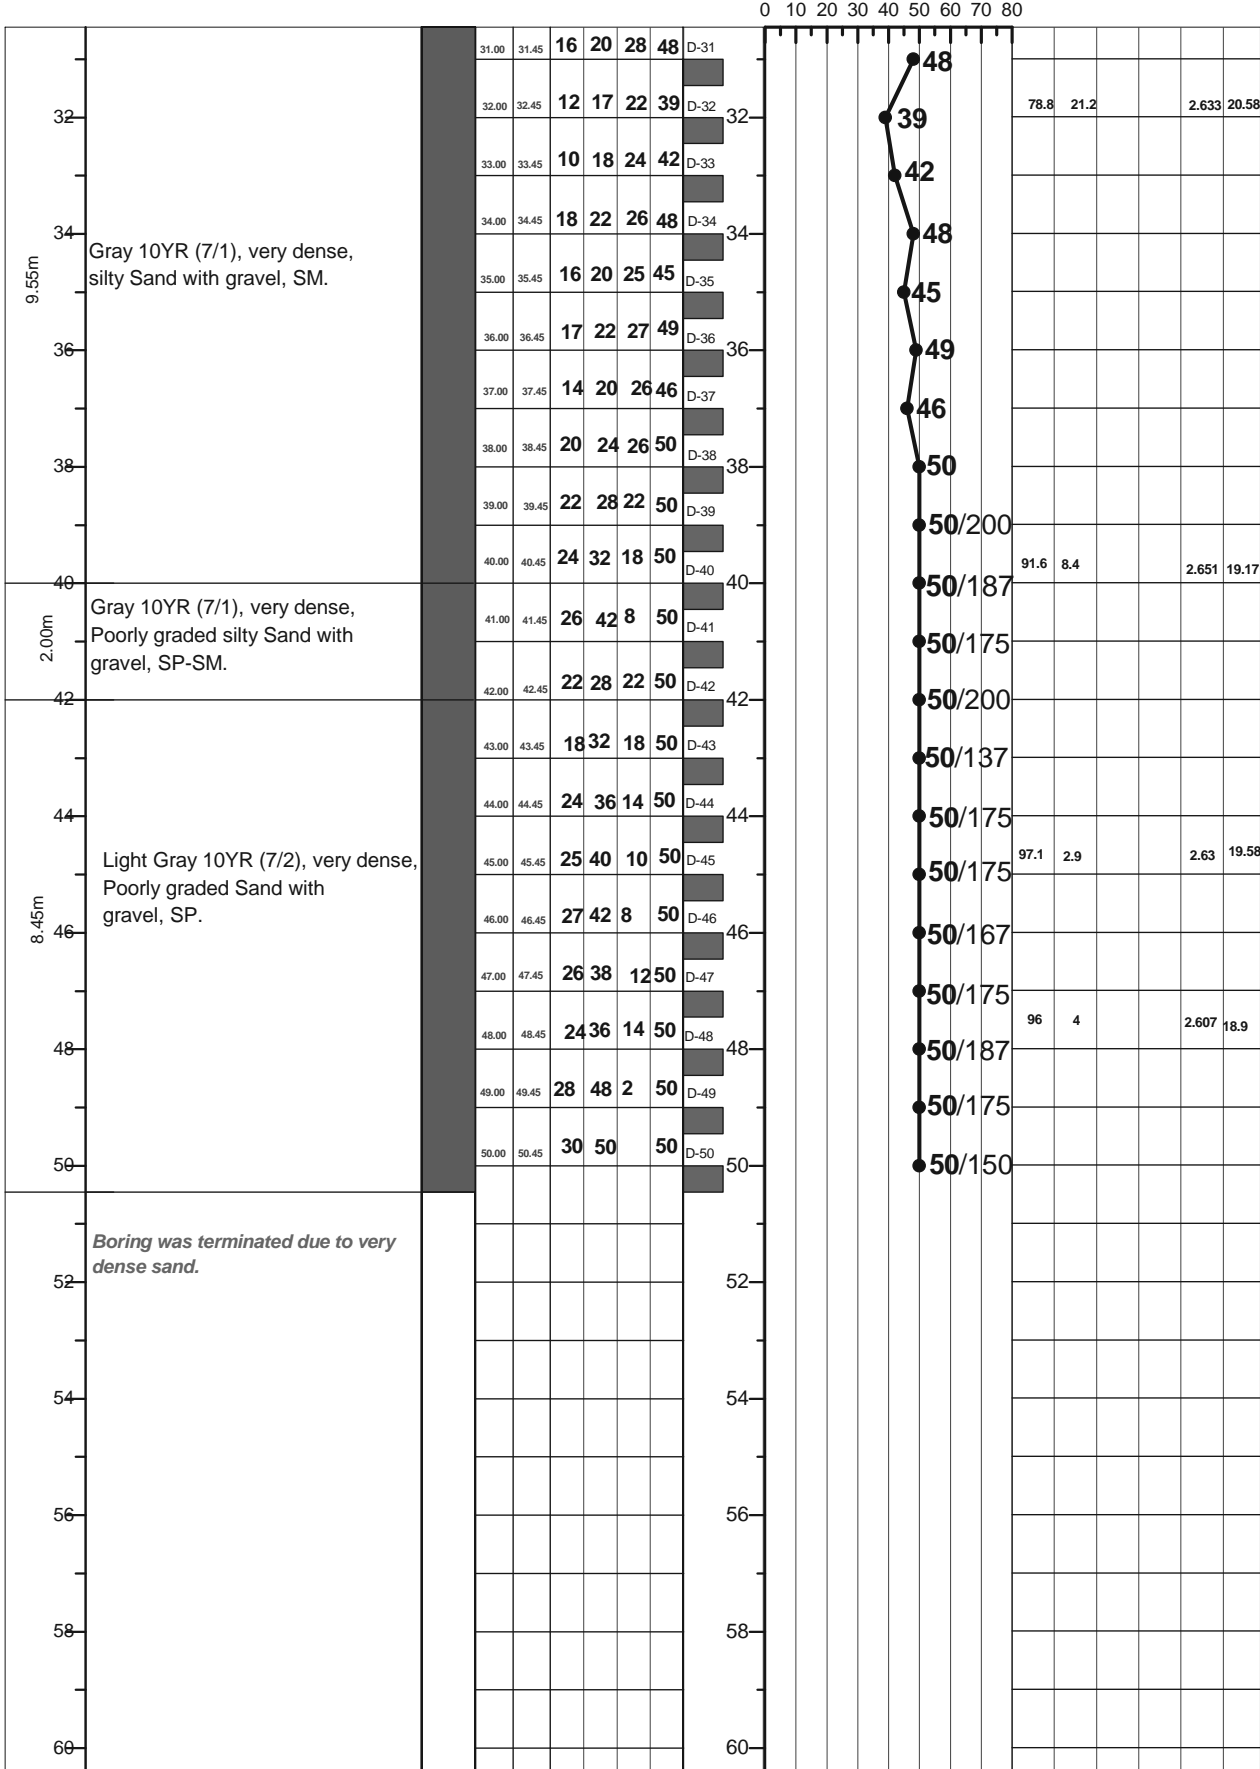 0 10 20 30 40 50 60 70 80
31.00 31.45 16 20 28 48 D-31
48
32.00 32.45 12 17 22 39 D-32
78.8 21.2 2.633 20.58
32 32 39
33.00 33.45 10 18 24 42 D-33
42
34.00 34.45 18 22 26 48 D-34
34 34 48
9.55m
Gray 10YR (7/1), very dense,
silty Sand with gravel, SM.
35.00 35.45 16 20 25 45 D-35
45
36.00 36.45 17 22 27 49 D-36
36 36 49
37.00 37.45 14 20 26 46 D-37
46
38.00 38.45 20 24 26 50 D-38
38 38 50
39.00 39.45 22 28 22 50 D-39
50/200
40.00 40.45 24 32 18 50 D-40
91.6 8.4 2.651 19.17
40 40 50/187
2.00m
Gray 10YR (7/1), very dense,
Poorly graded silty Sand with
gravel, SP-SM.
41.00 41.45 26 42 8 50 D-41
50/175
42.00 42.45 22 28 22 50 D-42
42 42 50/200
43.00 43.45 18 32 18 50 D-43
50/137
44.00 44.45 24 36 14 50 D-44
44 44 50/175
8.45m
Light Gray 10YR (7/2), very dense,
Poorly graded Sand with
gravel, SP.
45.00 45.45 25 40 10 50 D-45
97.1 2.9 2.63 19.58
50/175
46.00 46.45 27 42 8 50 D-46
46 46 50/167
47.00 47.45 26 38 12 50 D-47
50/175
48.00 48.45 24 36 14 50 D-48
96 4 2.607 18.9
48 48 50/187
49.00 49.45 28 48 2 50 D-49
50/175
50.00 50.45 30 50 50 D-50
50 50 50/150
Boring was terminated due to very
dense sand.
52 52
54 54
56 56
58 58
60 60